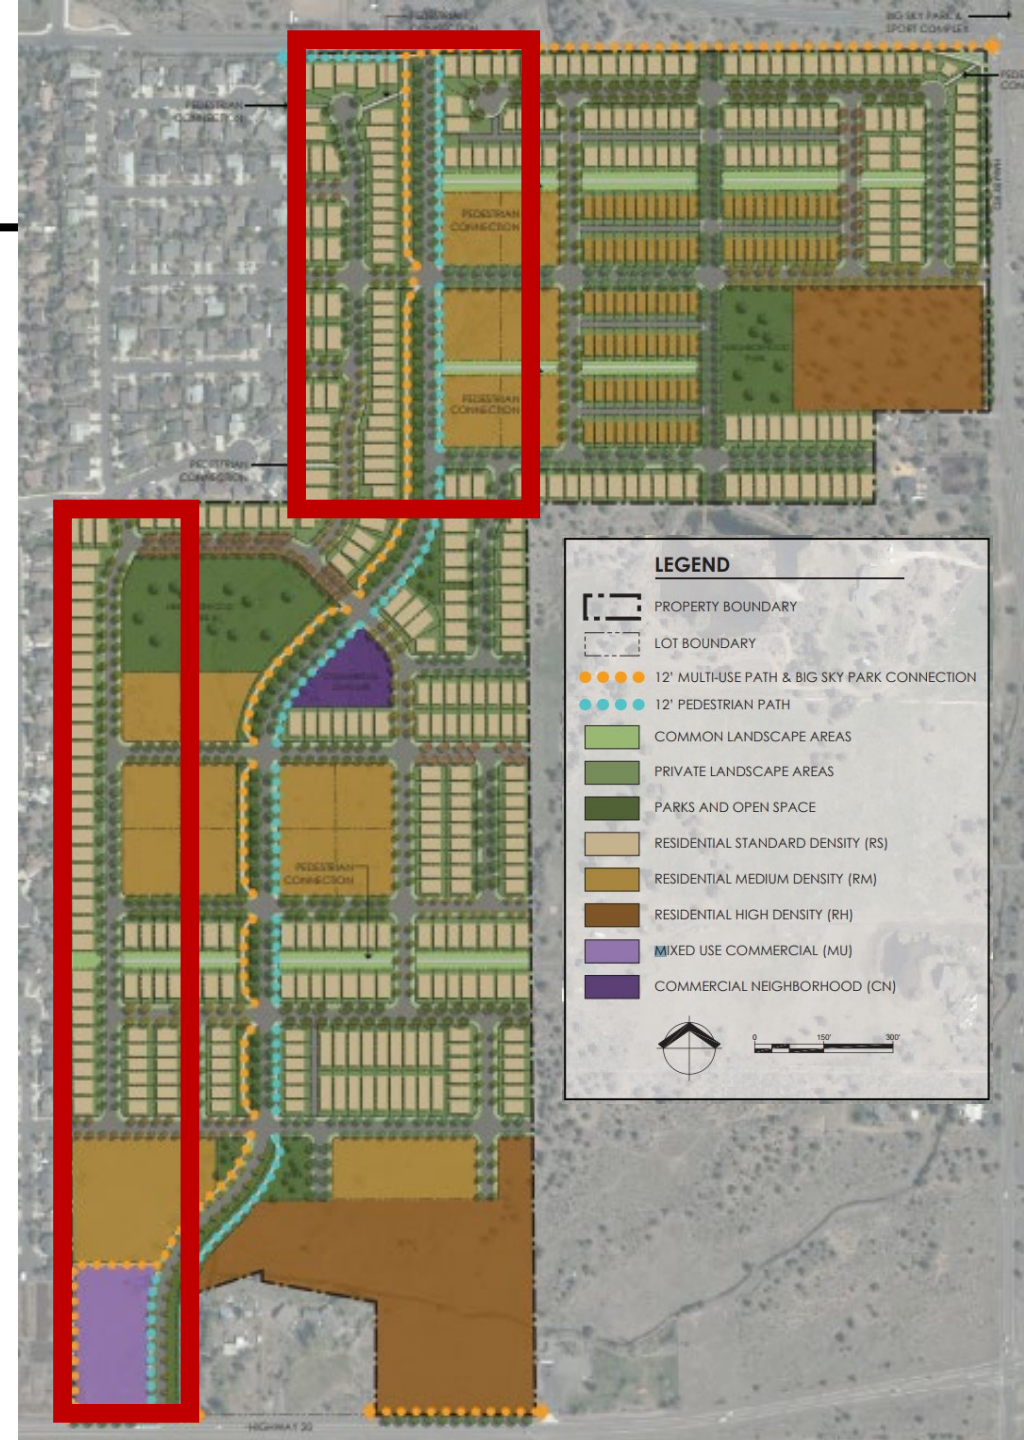 PEDESTRIAN
CONNECTION
BIG SKY PARK &
SPORT COMPLEX
PEDESTRIAN
CONNECTION
PEDESTRIAN
CONNECTION
PEDESTRIAN
CONNECTION
PEDESTRIAN
CONNECTION
LEGEND
PROPERTY BOUNDARY
LOT BOUNDARY
12' MULTI-USE PATH & BIG SKY PARK CONNECTION
12' PEDESTRIAN PATH
COMMON LANDSCAPE AREAS
PRIVATE LANDSCAPE AREAS
PARKS AND OPEN SPACE
RESIDENTIAL STANDARD DENSITY (RS)
RESIDENTIAL MEDIUM DENSITY (RM)
RESIDENTIAL HIGH DENSITY (RH)
MIXED USE COMMERCIAL (MU)
COMMERCIAL NEIGHBORHOOD (CN)
0 150' 300'
PEDESTRIAN
CONNECTION
HIGHWAY 20